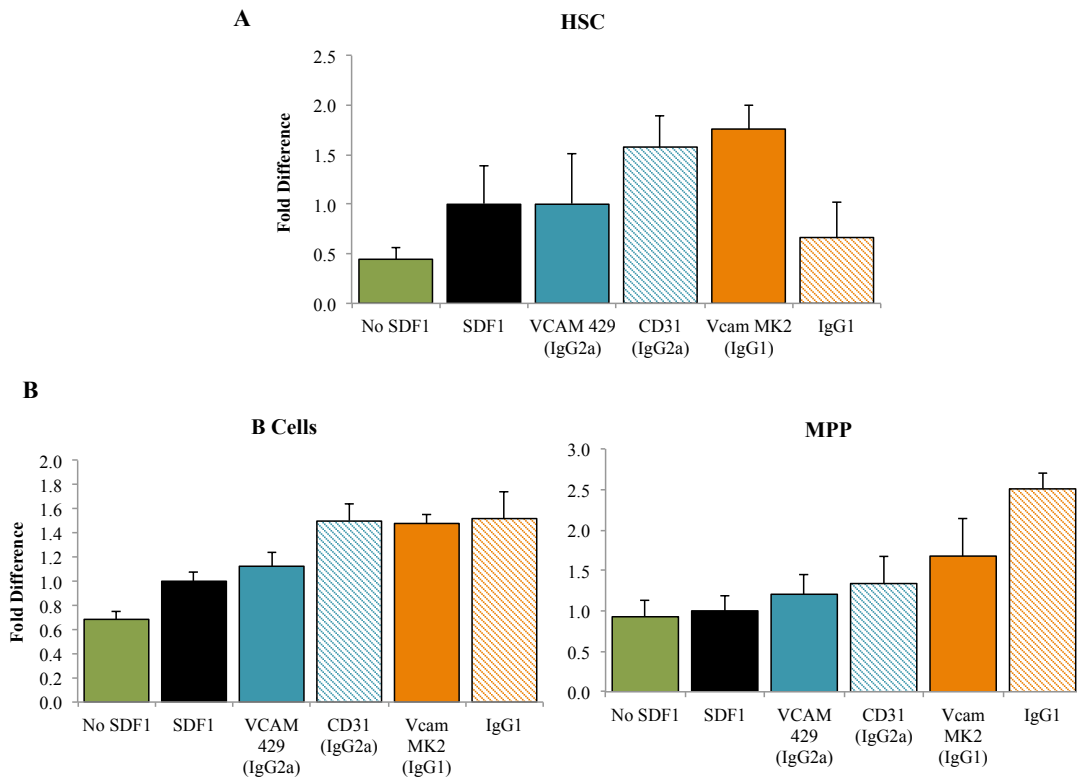 A
HSC
Fold Difference
2.5
2.0
1.5
1.0
0.5
0.0
No SDF1
SDF1
VCAM 429
(IgG2a)
CD31
(IgG2a)
Vcam MK2
(IgG1)
IgG1
B
B Cells
Fold Difference
2.0
1.8
1.6
1.4
1.2
1.0
0.8
0.6
0.4
0.2
0.0
No SDF1
SDF1
VCAM
429
(IgG2a)
CD31
(IgG2a)
Vcam
MK2
(IgG1)
IgG1
MPP
3.0
2.5
2.0
1.5
1.0
0.5
0.0
No SDF1
SDF1
VCAM
429
(IgG2a)
CD31
(IgG2a)
Vcam
MK2
(IgG1)
IgG1